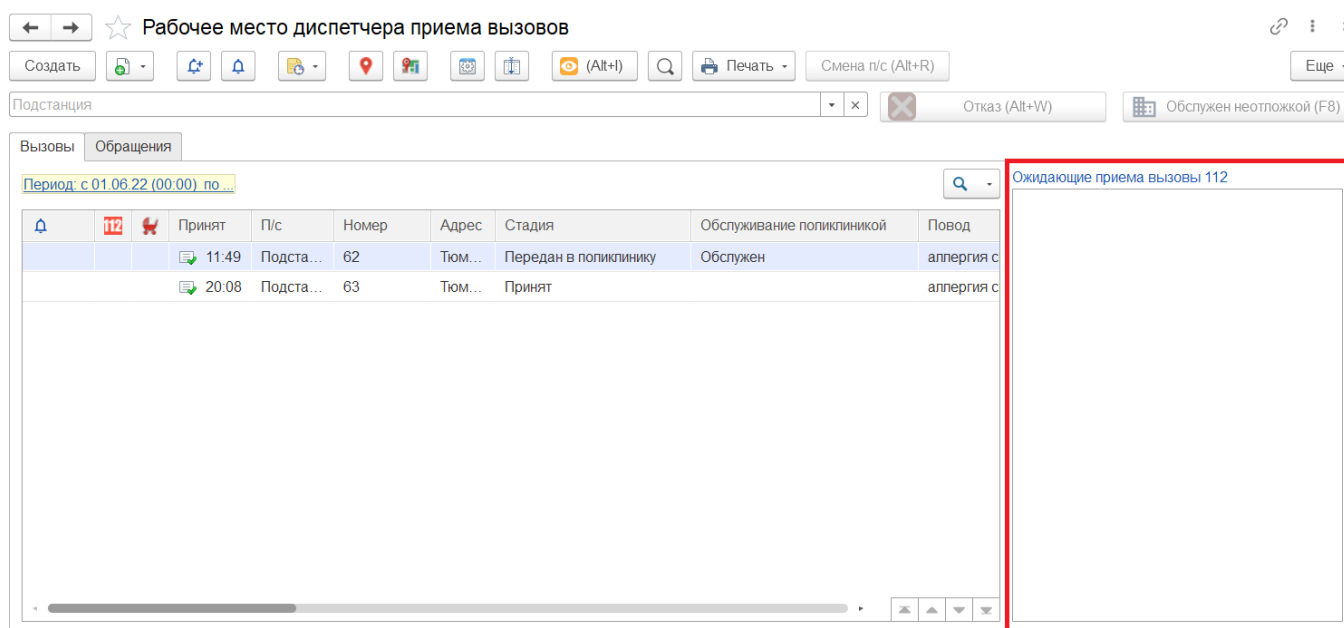 Рабочее место диспетчера приема вызовов
Создать (Alt+I) Печать Смена п/с (Alt+R) Еще
Подстанция Отказ (Alt+W) Обслужен неотложкой (F8)
Вызовы Обращения
Период: с 01.06.22 (00:00) по ... Ожидающие приема вызовы 112
112 Принят П/с Номер Адрес Стадия Обслуживание поликлиникой Повод
11:49 Подста... 62 Тюм... Передан в поликлинику Обслужен аллергия с
20:08 Подста... 63 Тюм... Принят аллергия с